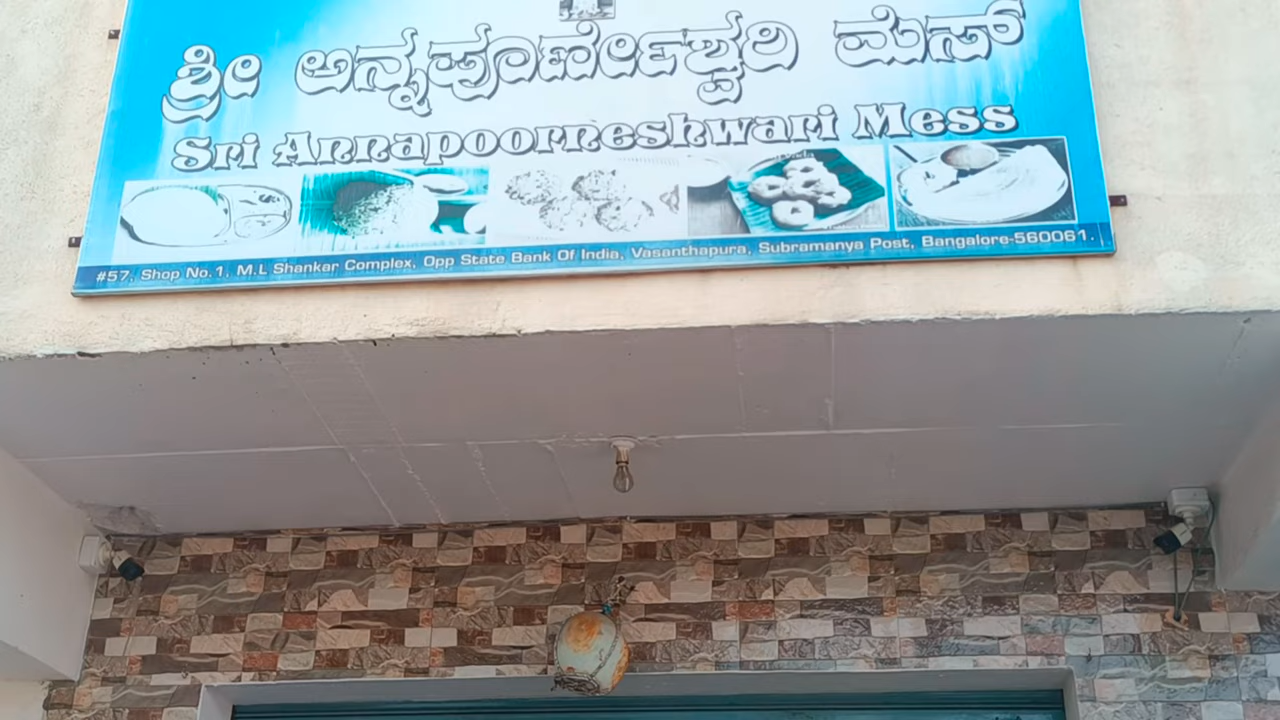 ಶ್ರೀ ಅನ್ನಪೂರ್ಣೇಶ್ವರಿ ಮೆಸ್
Sri Annapoorneshwari Mess
#57, Shop No.1, M.L Shankar Complex, Opp State Bank Of India, Vasanthapura, Subramanya Post, Bangalore-560061.